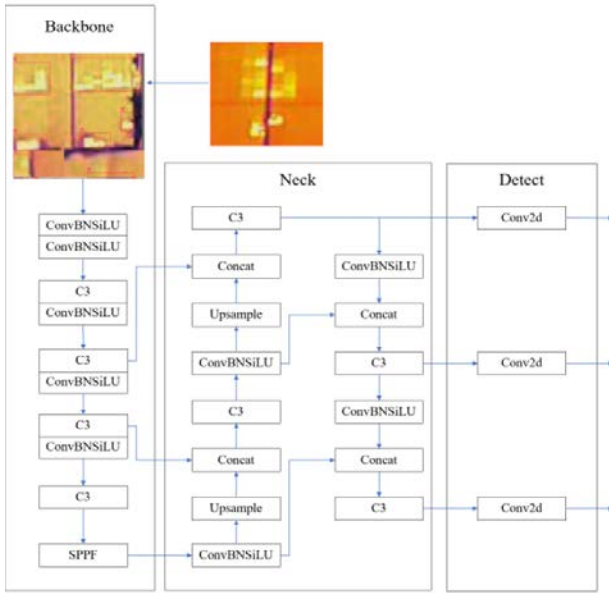 Backbone
ConvBNSiLU
ConvBNSiLU
C3
ConvBNSiLU
C3
ConvBNSiLU
C3
ConvBNSiLU
C3
SPPF
Neck
C3
Concat
Upsample
ConvBNSiLU
C3
Concat
Upsample
ConvBNSiLU
ConvBNSiLU
Concat
C3
ConvBNSiLU
Concat
C3
Detect
Conv2d
Conv2d
Conv2d